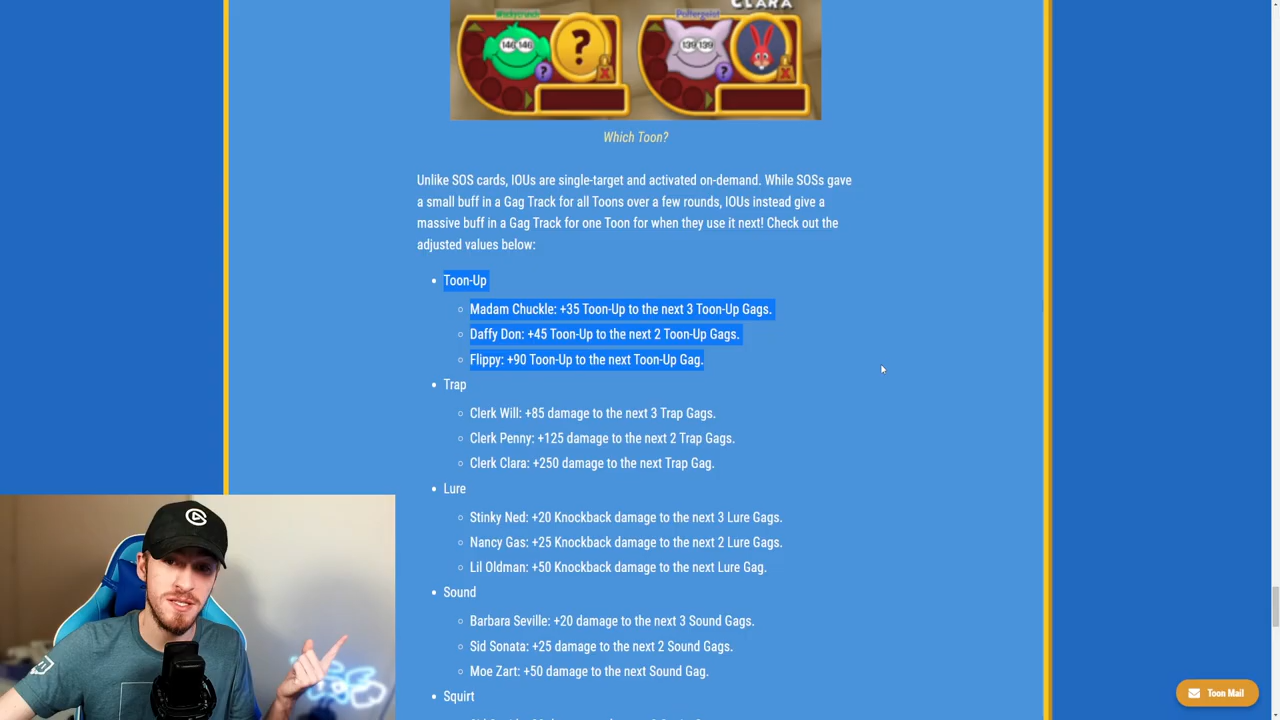 CLARA
Wackycrunch
Poltergeist
146 146
?
?
139 139
?
Which Toon?
Unlike SOS cards, IOUs are single-target and activated on-demand. While SOSs gave
a small buff in a Gag Track for all Toons over a few rounds, IOUs instead give a
massive buff in a Gag Track for one Toon for when they use it next! Check out the
adjusted values below:
Toon-Up
Madam Chuckle: +35 Toon-Up to the next 3 Toon-Up Gags.
Daffy Don: +45 Toon-Up to the next 2 Toon-Up Gags.
Flippy: +90 Toon-Up to the next Toon-Up Gag.
Trap
Clerk Will: +85 damage to the next 3 Trap Gags.
Clerk Penny: +125 damage to the next 2 Trap Gags.
Clerk Clara: +250 damage to the next Trap Gag.
Lure
Stinky Ned: +20 Knockback damage to the next 3 Lure Gags.
Nancy Gas: +25 Knockback damage to the next 2 Lure Gags.
Lil Oldman: +50 Knockback damage to the next Lure Gag.
Sound
Barbara Seville: +20 damage to the next 3 Sound Gags.
Sid Sonata: +25 damage to the next 2 Sound Gags.
Moe Zart: +50 damage to the next Sound Gag.
Squirt
Toon Mail